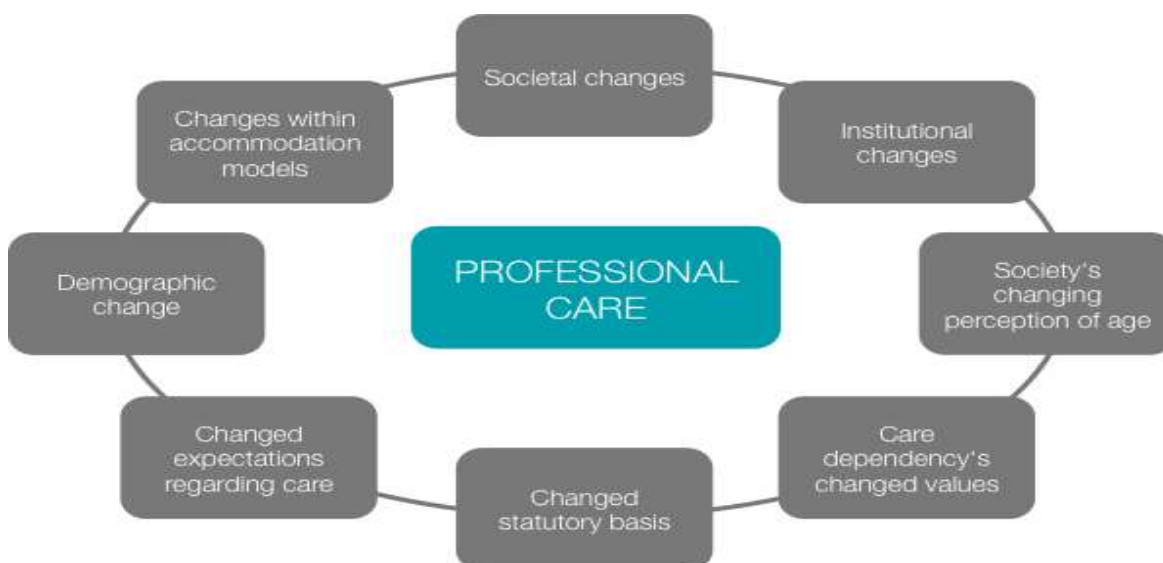 Societal changes
Institutional
changes
Society's
changing
perception of age
Care
dependency's
changed values
Changed
statutory basis
Changed
expectations
regarding care
Demographic
change
Changes within
accommodation
models
PROFESSIONAL
CARE